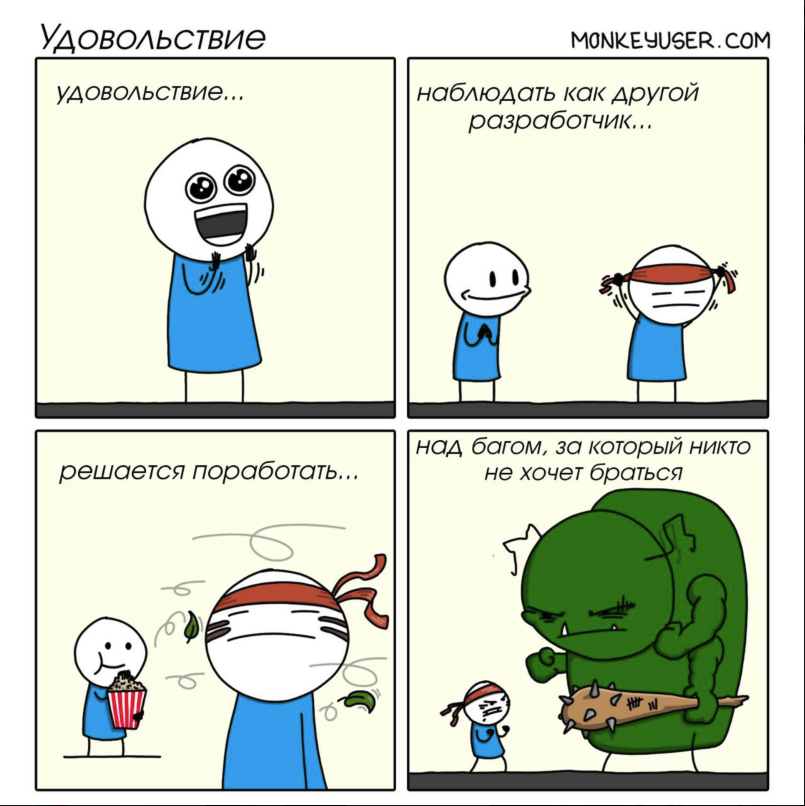 Удовольствие
MONKEYUSER.COM
удовольствие...
наблюдать как другой
разработчик...
решается поработать...
над багом, за который никто
не хочет браться